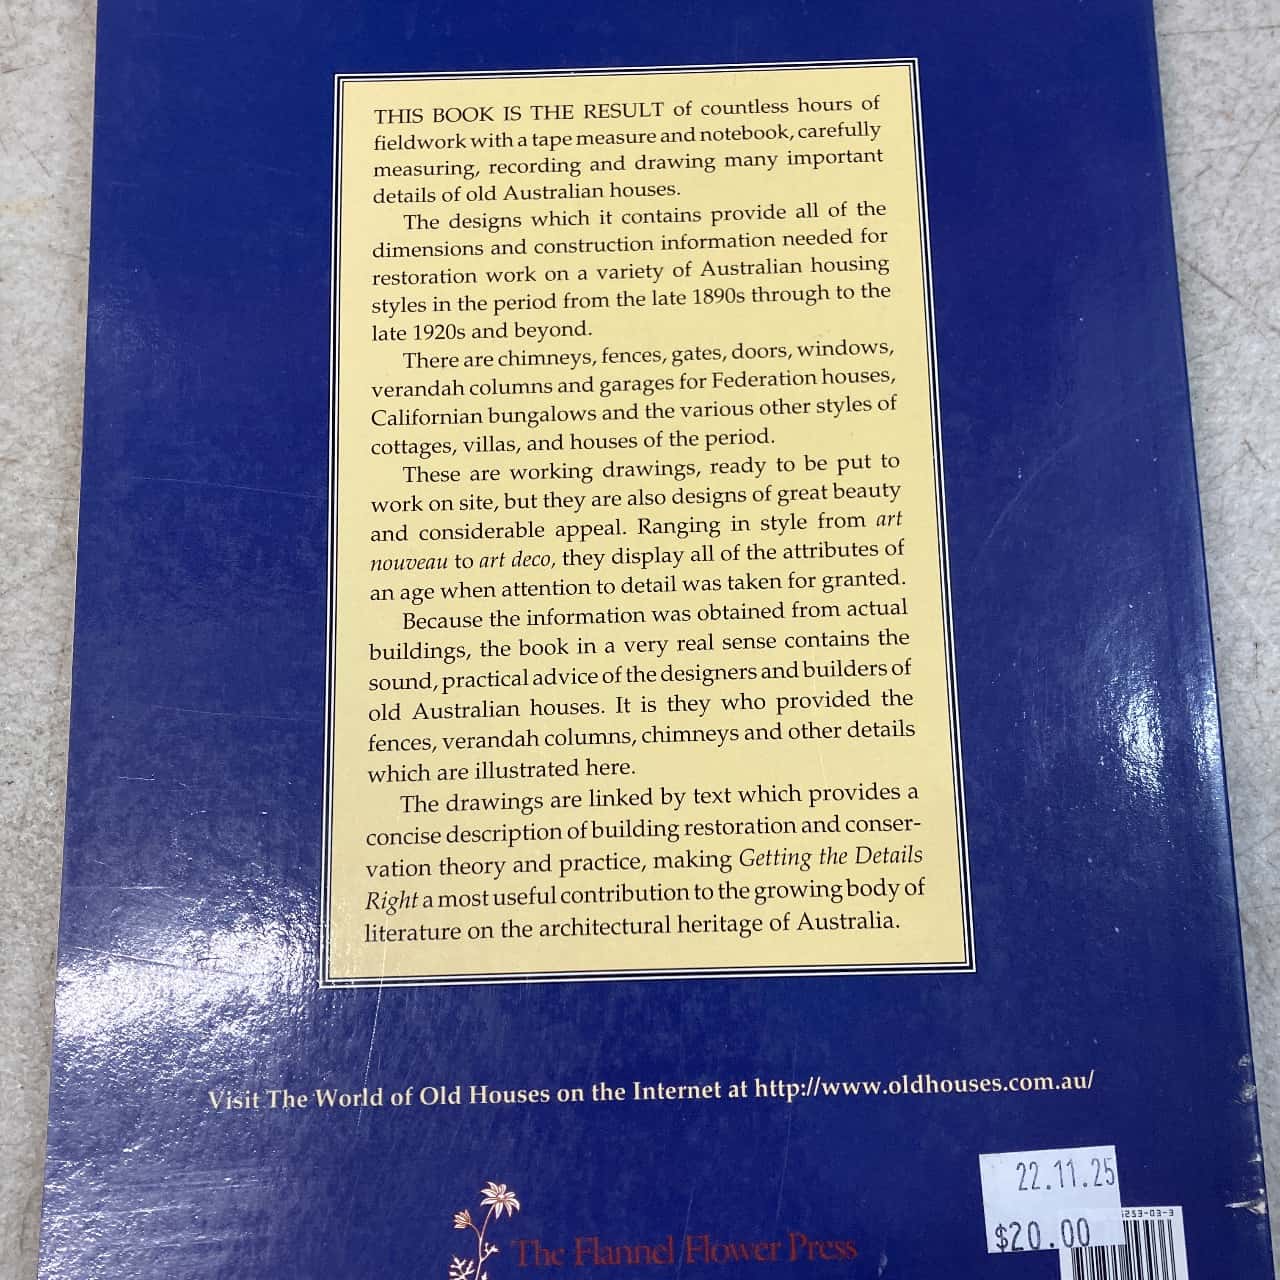 THIS BOOK IS THE RESULT of countless hours of
fieldwork with a tape measure and notebook, carefully
measuring, recording and drawing many important
details of old Australian houses.
The designs which it contains provide all of the
dimensions and construction information needed for
restoration work on a variety of Australian housing
styles in the period from the late 1890s through to the
late 1920s and beyond.
There are chimneys, fences, gates, doors, windows,
verandah columns and garages for Federation houses,
Californian bungalows and the various other styles of
cottages, villas, and houses of the period.
These are working drawings, ready to be put to
work on site, but they are also designs of great beauty
and considerable appeal. Ranging in style from art
nouveau to art deco, they display all of the attributes of
an age when attention to detail was taken for granted.
Because the information was obtained from actual
buildings, the book in a very real sense contains the
sound, practical advice of the designers and builders of
old Australian houses. It is they who provided the
fences, verandah columns, chimneys and other details
which are illustrated here.
The drawings are linked by text which provides a
concise description of building restoration and conser-
vation theory and practice, making Getting the Details
Right a most useful contribution to the growing body of
literature on the architectural heritage of Australia.
Visit The World of Old Houses on the Internet at http://www.oldhouses.com.au/
22.11.25
$20.00
253-03-3
The Flannel Flower Press